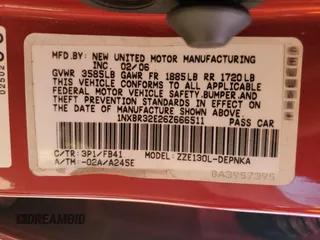 MFD.BY: NEW UNITED MOTOR MANUFACTURING
INC. 02/06
GVWR 3585LB GAWR FR 1885LB RR 1720LB
THIS VEHICLE CONFORMS TO ALL APPLICABLE
FEDERAL MOTOR VEHICLE SAFETY,BUMPER,AND
THEFT PREVENTION STANDARDS IN EFFECT ON
THE DATE OF MANUFACTURE SHOWN ABOVE.
1NXBR32E26Z666511 PASS CAR
C/TR: 3P1/FB41 MODEL: ZZE130L-DEPNKA
A/TM -02A/A245E
0A3957395
DREAMBID